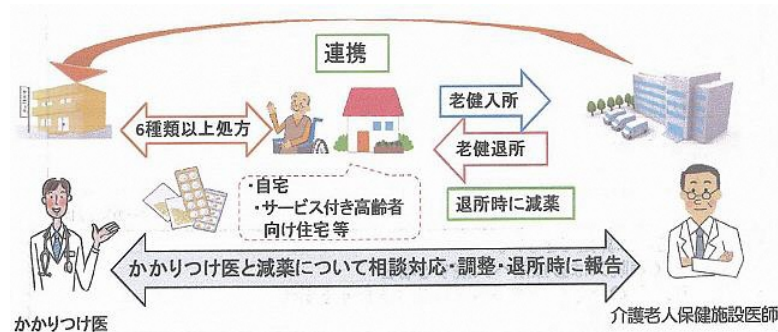 連携
6種類以上処方
老健入所
老健退所
・自宅
・サービス付き高齢者
向け住宅 等
退所時に減薬
かかりつけ医と減薬について相談対応・調整・退所時に報告
かかりつけ医
介護老人保健施設医師